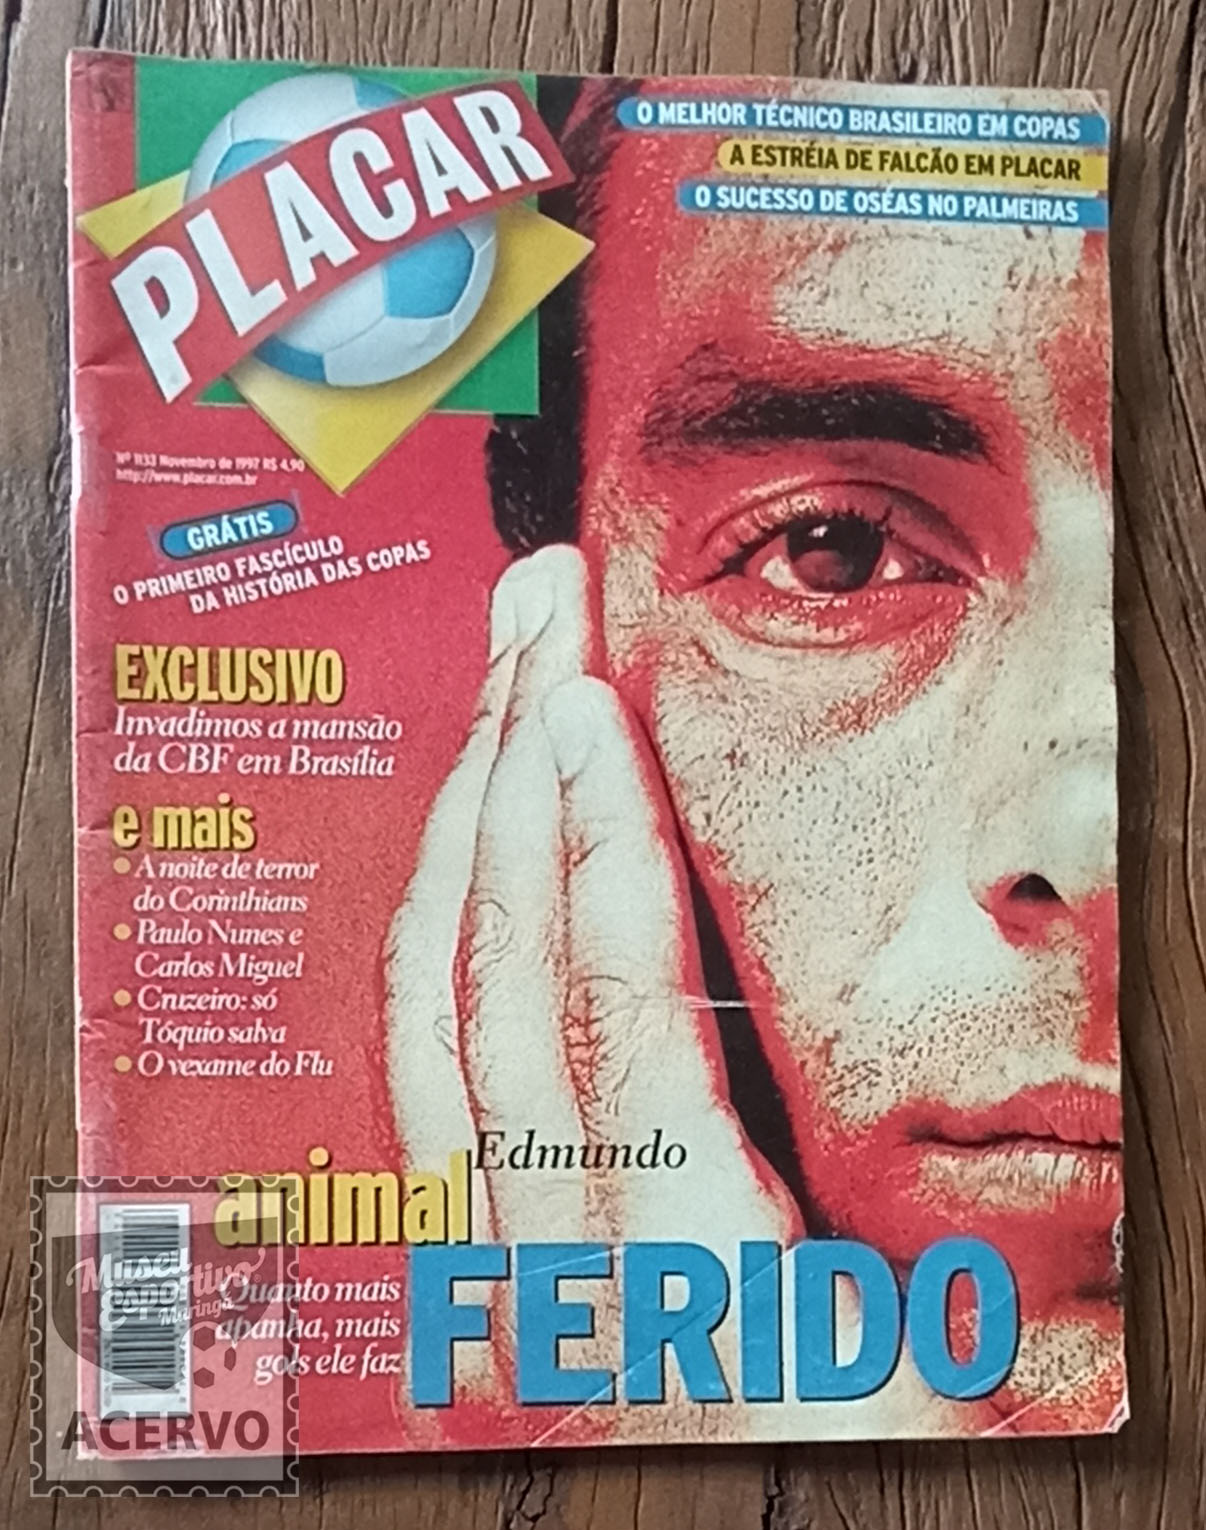 PLACAR
O MELHOR TÉCNICO BRASILEIRO EM COPAS
A ESTRÉIA DE FALCÃO EM PLACAR
O SUCESSO DE OSÉAS NO PALMEIRAS
Nº 1133 Novembro de 1997 R$ 4,90
http://www.placar.com.br
GRÁTIS
O PRIMEIRO FASCÍCULO
DA HISTÓRIA DAS COPAS
EXCLUSIVO
Invadimos a mansão
da CBF em Brasília
e mais
• A noite de terror
do Corinthians
• Paulo Nunes e
Carlos Miguel
• Cruzeiro: só
Tóquio salva
• O vexame do Flu
Edmundo
animal
FERIDO
Quanto mais
apanha, mais
gols ele faz
Museu
Esportivo
Maringá
ACERVO